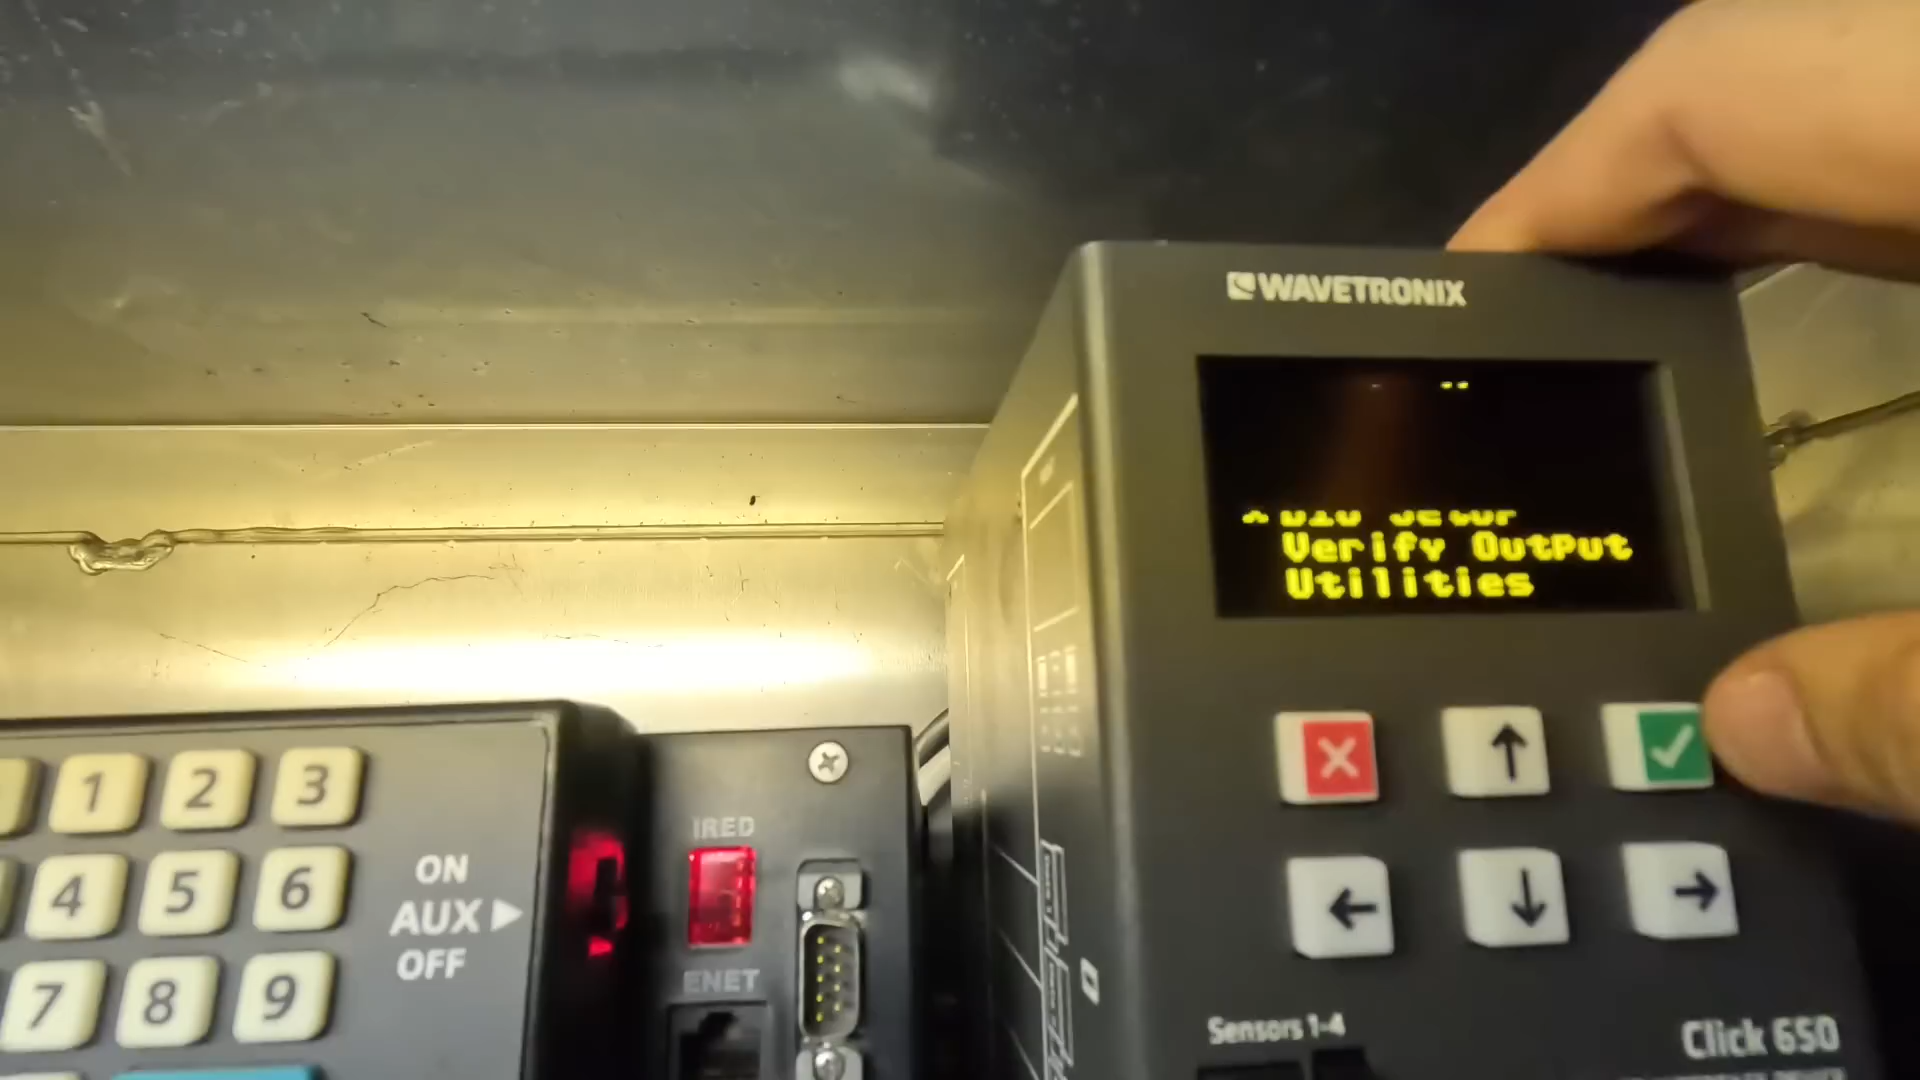 WAVETRONIX
Verify Output
Utilities
1 2 3
4 5 6
7 8 9
ON
AUX
OFF
IRED
ENET
Sensors 1-4
Click 650